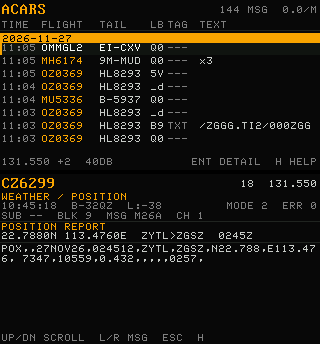 ACARS 144 MSG 0.0/M
TIME FLIGHT TAIL LB TAG TEXT
2026-11-27
11:05 OMMGL2 EI-CXV Q0 ---
11:05 MH6174 9M-MUD Q0 --- x3
11:05 OZ0369 HL8293 5V ---
11:04 OZ0369 HL8293 _d ---
11:04 MU5336 B-5937 Q0 ---
11:03 OZ0369 HL8293 _d ---
11:03 OZ0369 HL8293 B9 TXT /ZGGG.TI2/000ZGG
11:03 OZ0369 HL8293 Q0 ---
131.550 +2 40DB ENT DETAIL H HELP
CZ6299 18 131.550
WEATHER / POSITION
10:45:18 B-32QZ L:-38 MODE 2 ERR 0
SUB -- BLK 9 MSG M26A CH 1
POSITION REPORT
22.7880N 113.4760E ZYTL>ZGSZ 0245Z
POX,,27NOV26,024512,ZYTL,ZGSZ,N22.788,E113.47
6, 7347,10559,0.432,,,,,0257,
UP/DN SCROLL L/R MSG ESC H